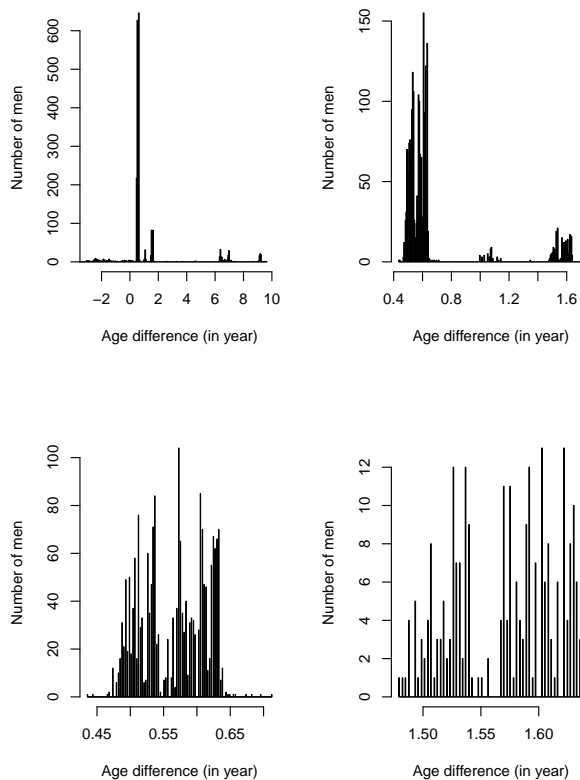 Number of men
0 100 200 300 400 500 600
−2 0 2 4 6 8 10
Age difference (in year)
Number of men
0 50 100 150
0.4 0.8 1.2 1.6
Age difference (in year)
Number of men
0 20 40 60 80 100
0.45 0.55 0.65
Age difference (in year)
Number of men
0 2 4 6 8 10 12
1.50 1.55 1.60
Age difference (in year)